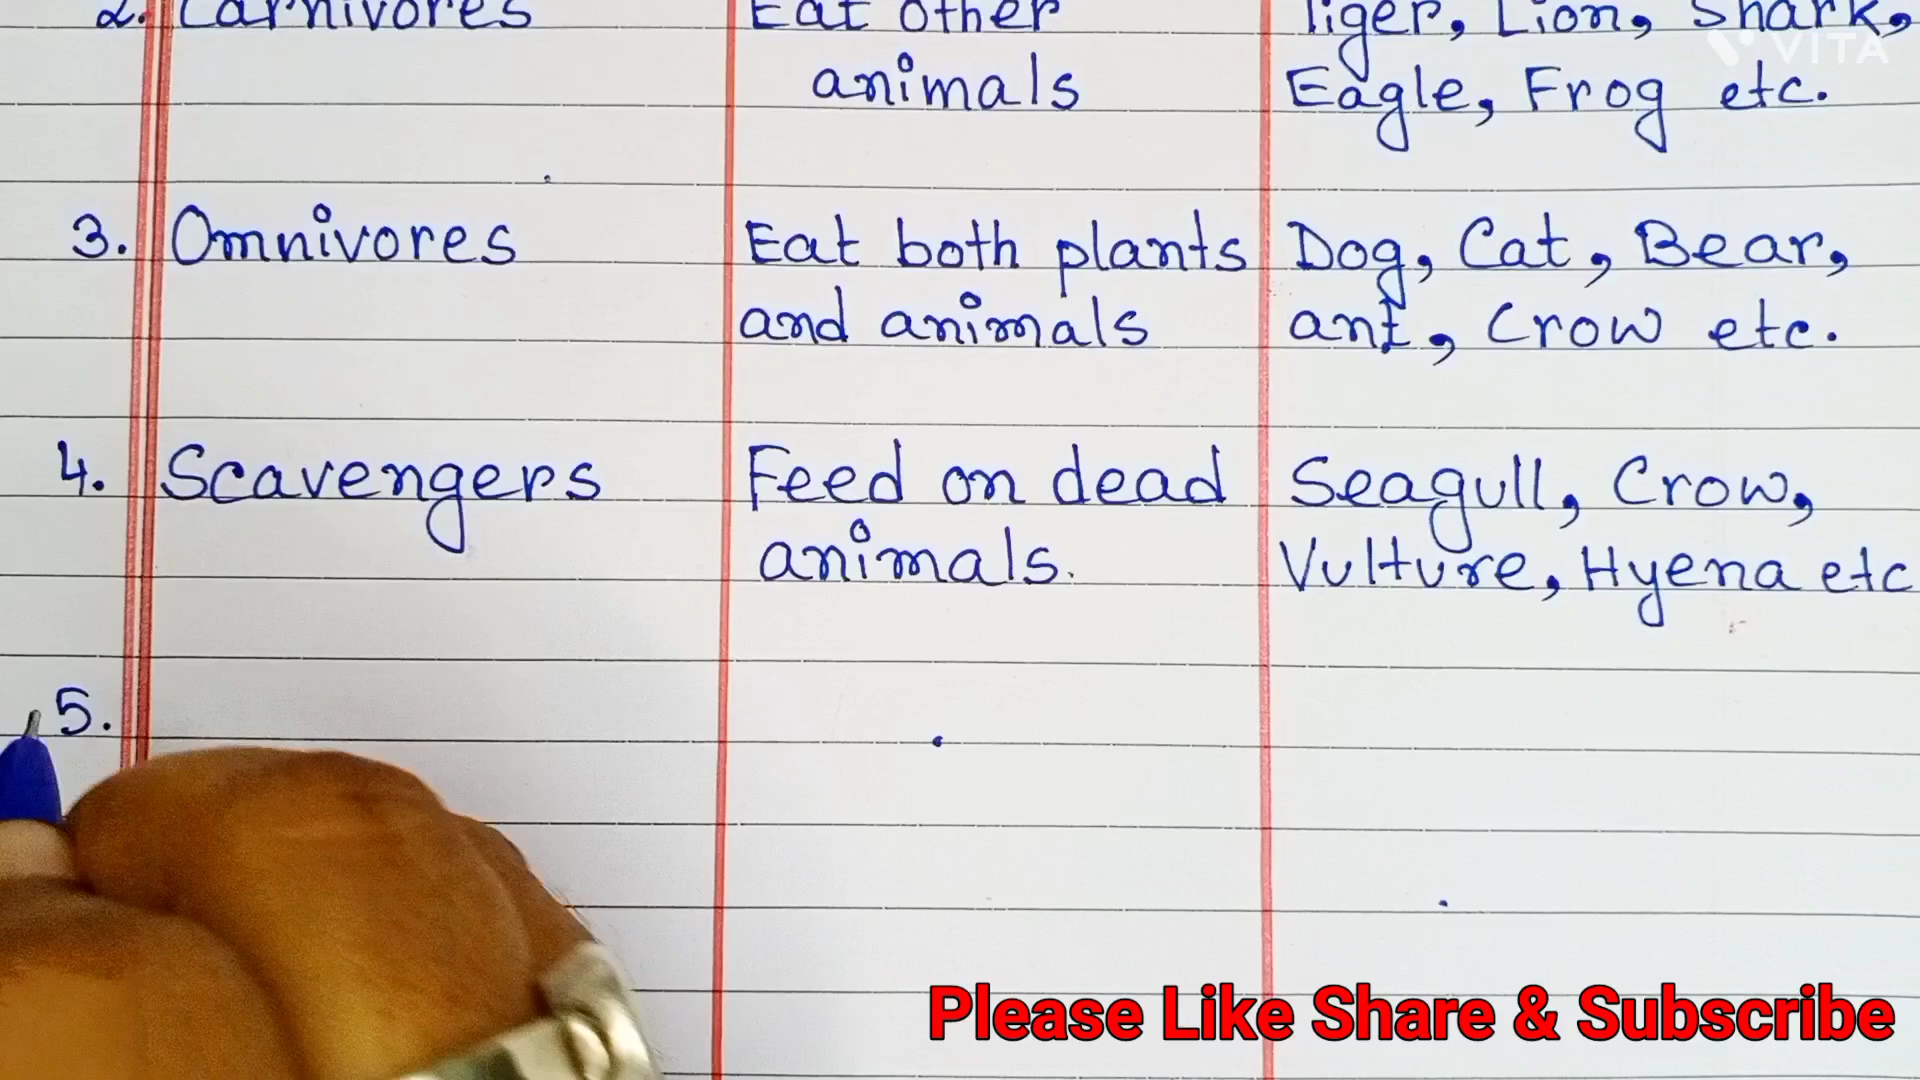 2. Carnivores Eat other Tiger, Lion, Shark,
VITA
animals Eagle, Frog etc.
3. Omnivores Eat both plants Dog, Cat, Bear,
and animals ant, Crow etc.
4. Scavengers Feed on dead Seagull, Crow,
animals. Vulture, Hyena etc
5.
Please Like Share & Subscribe